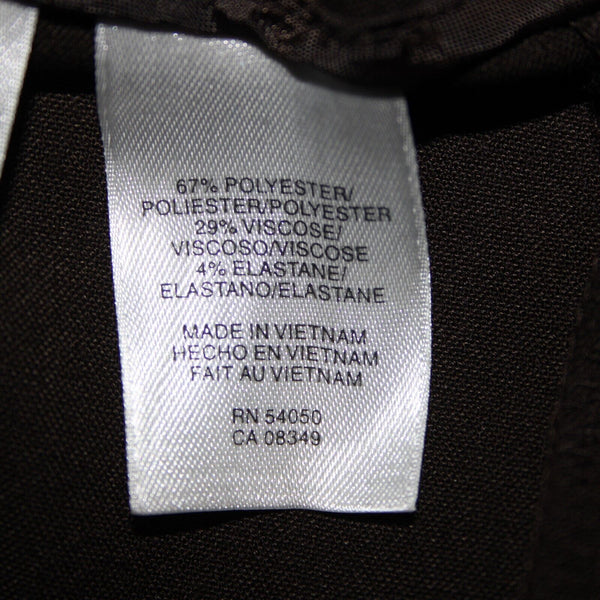 67% POLYESTER/
POLIESTER/POLYESTER
29% VISCOSE/
VISCOSO/VISCOSE
4% ELASTANE/
ELASTANO/ELASTANE
MADE IN VIETNAM
HECHO EN VIETNAM
FAIT AU VIETNAM
RN 54050
CA 08349